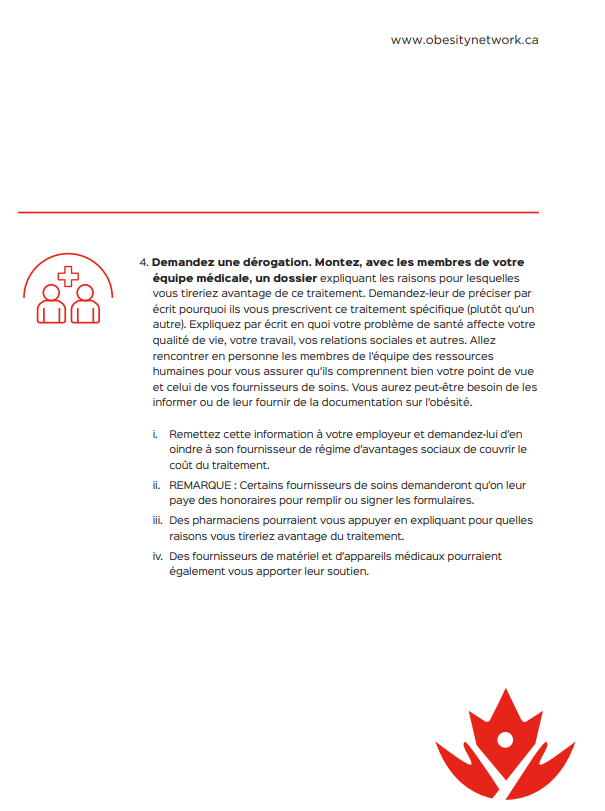 www.obesitynetwork.ca
4. Demandez une dérogation. Montez, avec les membres de votre
équipe médicale, un dossier expliquant les raisons pour lesquelles
vous tireriez avantage de ce traitement. Demandez-leur de préciser par
écrit pourquoi ils vous prescrivent ce traitement spécifique (plutôt qu'un
autre). Expliquez par écrit en quoi votre problème de santé affecte votre
qualité de vie, votre travail, vos relations sociales et autres. Allez
rencontrer en personne les membres de l'équipe des ressources
humaines pour vous assurer qu'ils comprennent bien votre point de vue
et celui de vos fournisseurs de soins. Vous aurez peut-être besoin de les
informer ou de leur fournir de la documentation sur l'obésité.
i. Remettez cette information à votre employeur et demandez-lui d'en
oindre à son fournisseur de régime d'avantages sociaux de couvrir le
coût du traitement.
ii. REMARQUE : Certains fournisseurs de soins demanderont qu'on leur
paye des honoraires pour remplir ou signer les formulaires.
iii. Des pharmaciens pourraient vous appuyer en expliquant pour quelles
raisons vous tireriez avantage du traitement.
iv. Des fournisseurs de matériel et d'appareils médicaux pourraient
également vous apporter leur soutien.